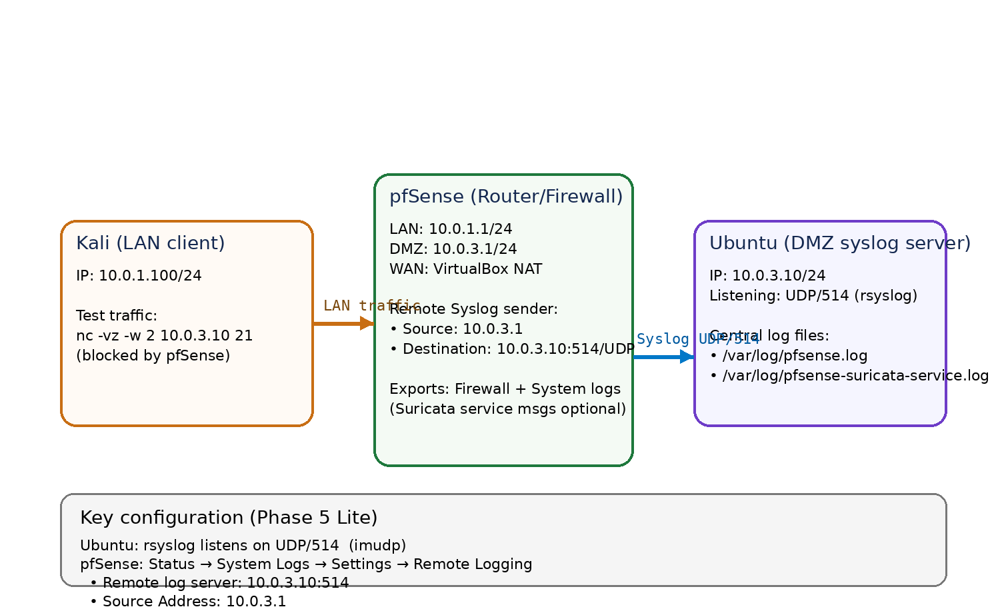 Kali (LAN client)
IP: 10.0.1.100/24
Test traffic:
nc -vz -w 2 10.0.3.10 21
(blocked by pfSense)
LAN traffic
pfSense (Router/Firewall)
LAN: 10.0.1.1/24
DMZ: 10.0.3.1/24
WAN: VirtualBox NAT
Remote Syslog sender:
• Source: 10.0.3.1
• Destination: 10.0.3.10:514/UDP
Exports: Firewall + System logs
(Suricata service msgs optional)
Syslog UDP/514
Ubuntu (DMZ syslog server)
IP: 10.0.3.10/24
Listening: UDP/514 (rsyslog)
Central log files:
• /var/log/pfsense.log
• /var/log/pfsense-suricata-service.log
Key configuration (Phase 5 Lite)
Ubuntu: rsyslog listens on UDP/514  (imudp)
pfSense: Status → System Logs → Settings → Remote Logging
• Remote log server: 10.0.3.10:514
• Source Address: 10.0.3.1